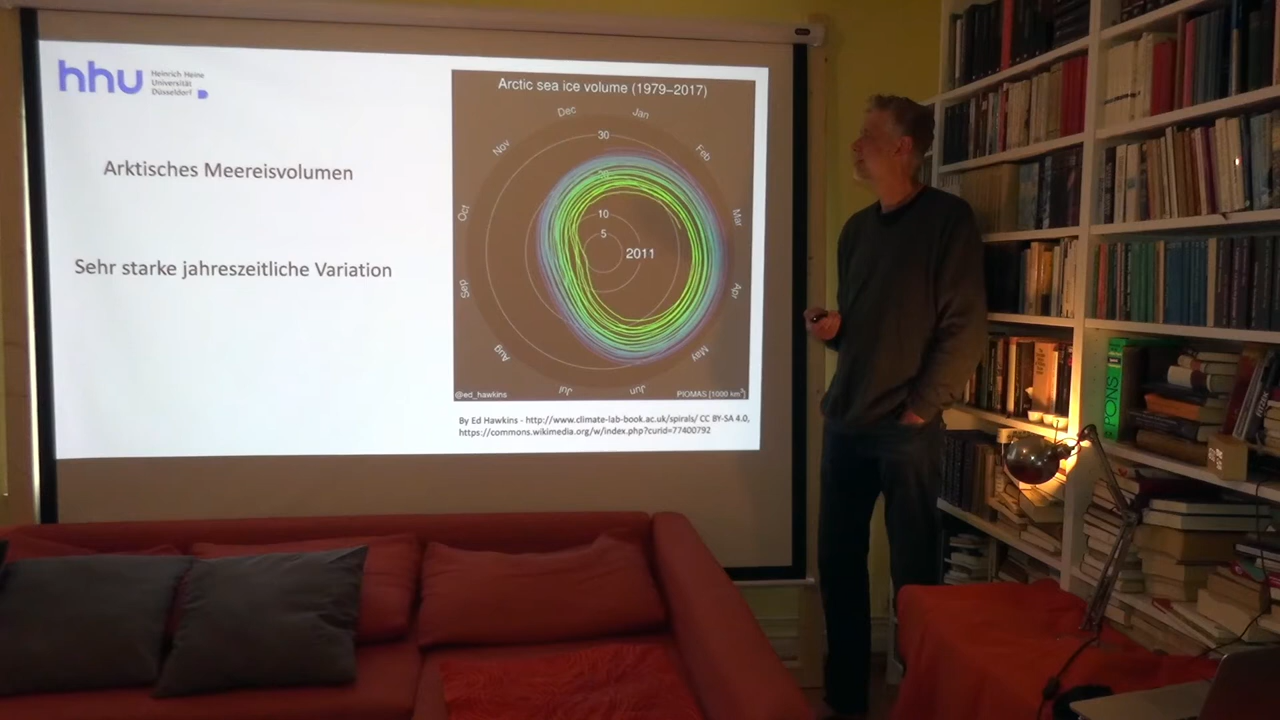 hhu
Heinrich Heine
Universität
Düsseldorf
Arktisches Meereisvolumen
Sehr starke jahreszeitliche Variation
Arctic sea ice volume (1979–2017)
Dec
Jan
Nov
30
Feb
20
Oct
10
Mar
5
2011
Sep
Apr
Aug
May
Jul
Jun
@ed_hawkins
PIOMAS [1000 km³]
By Ed Hawkins - http://www.climate-lab-book.ac.uk/spirals/ CC BY-SA 4.0,
https://commons.wikimedia.org/w/index.php?curid=77400792
PONS